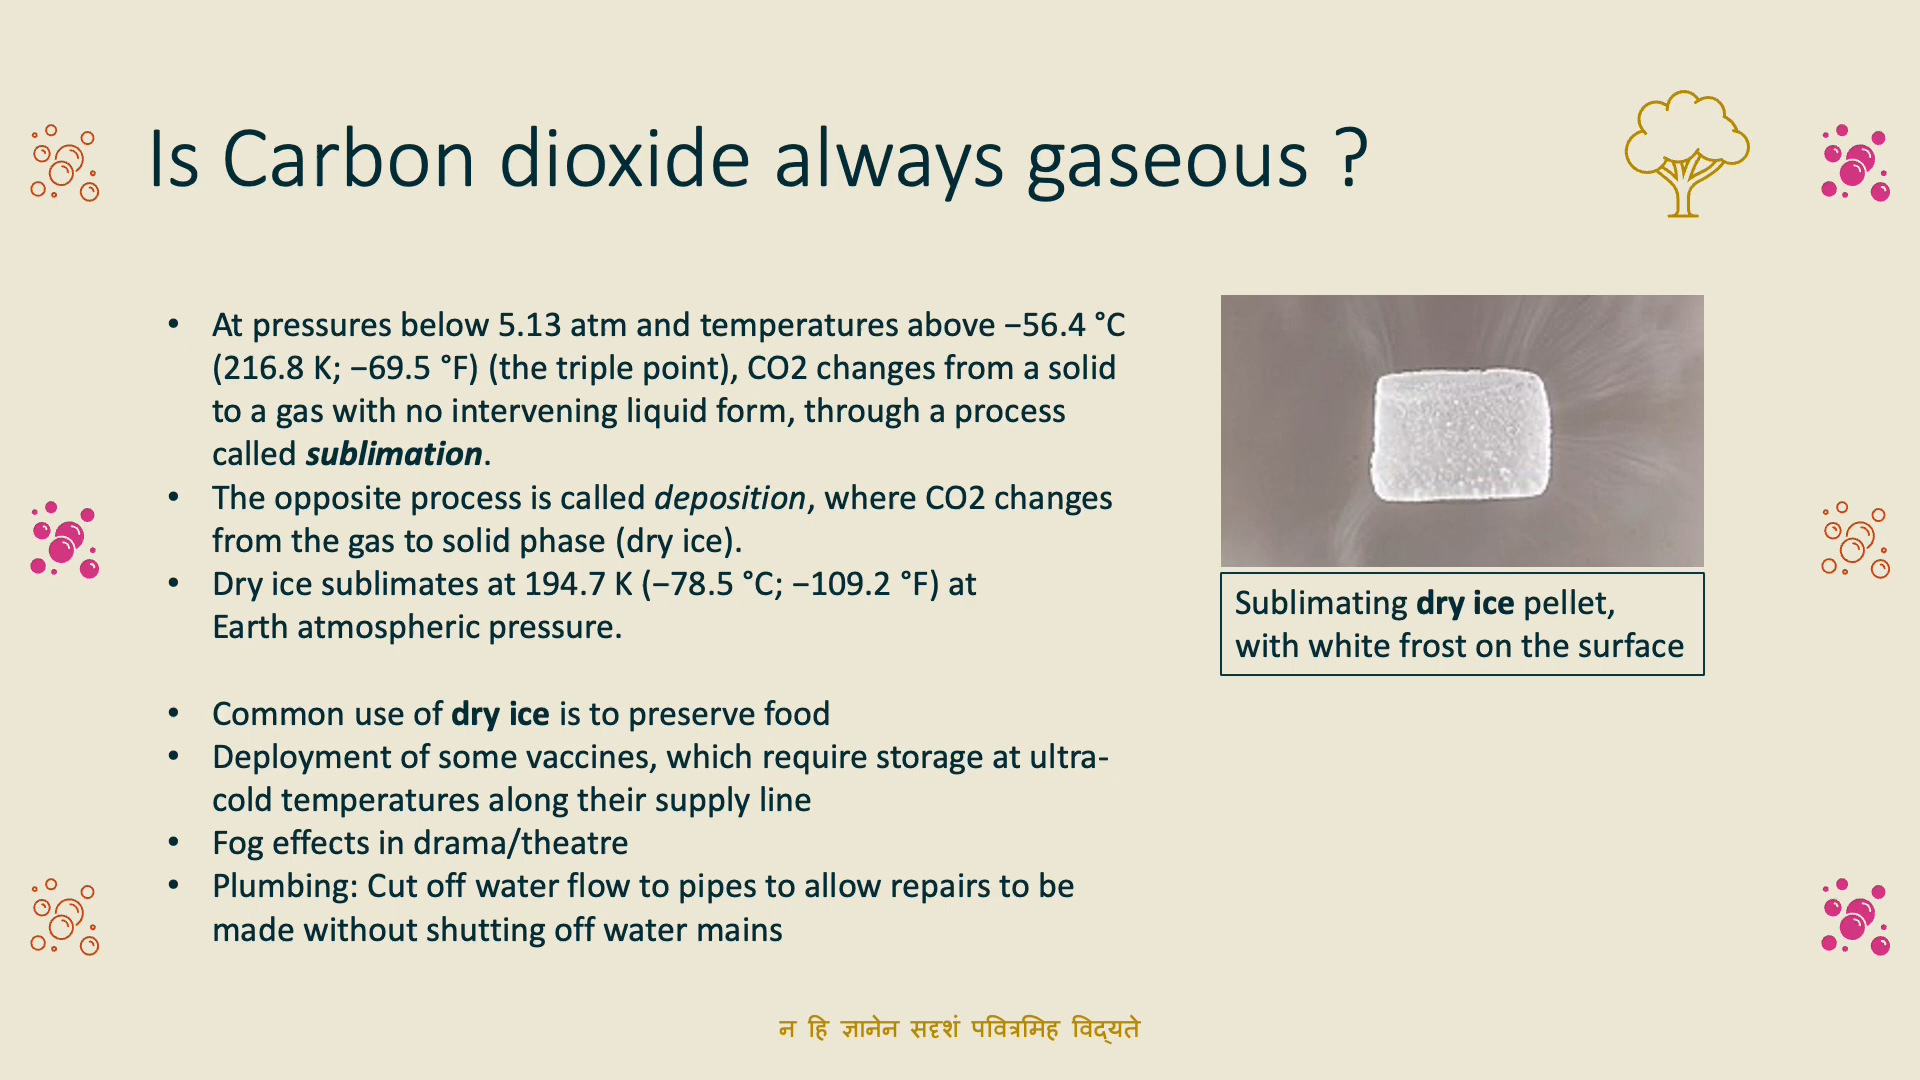 Is Carbon dioxide always gaseous ?
• At pressures below 5.13 atm and temperatures above −56.4 °C
(216.8 K; −69.5 °F) (the triple point), CO2 changes from a solid
to a gas with no intervening liquid form, through a process
called sublimation.
• The opposite process is called deposition, where CO2 changes
from the gas to solid phase (dry ice).
• Dry ice sublimates at 194.7 K (−78.5 °C; −109.2 °F) at
Earth atmospheric pressure.
• Common use of dry ice is to preserve food
• Deployment of some vaccines, which require storage at ultra-
cold temperatures along their supply line
• Fog effects in drama/theatre
• Plumbing: Cut off water flow to pipes to allow repairs to be
made without shutting off water mains
Sublimating dry ice pellet,
with white frost on the surface
न हि ज्ञानेन सदृशं पवित्रमिह विद्यते